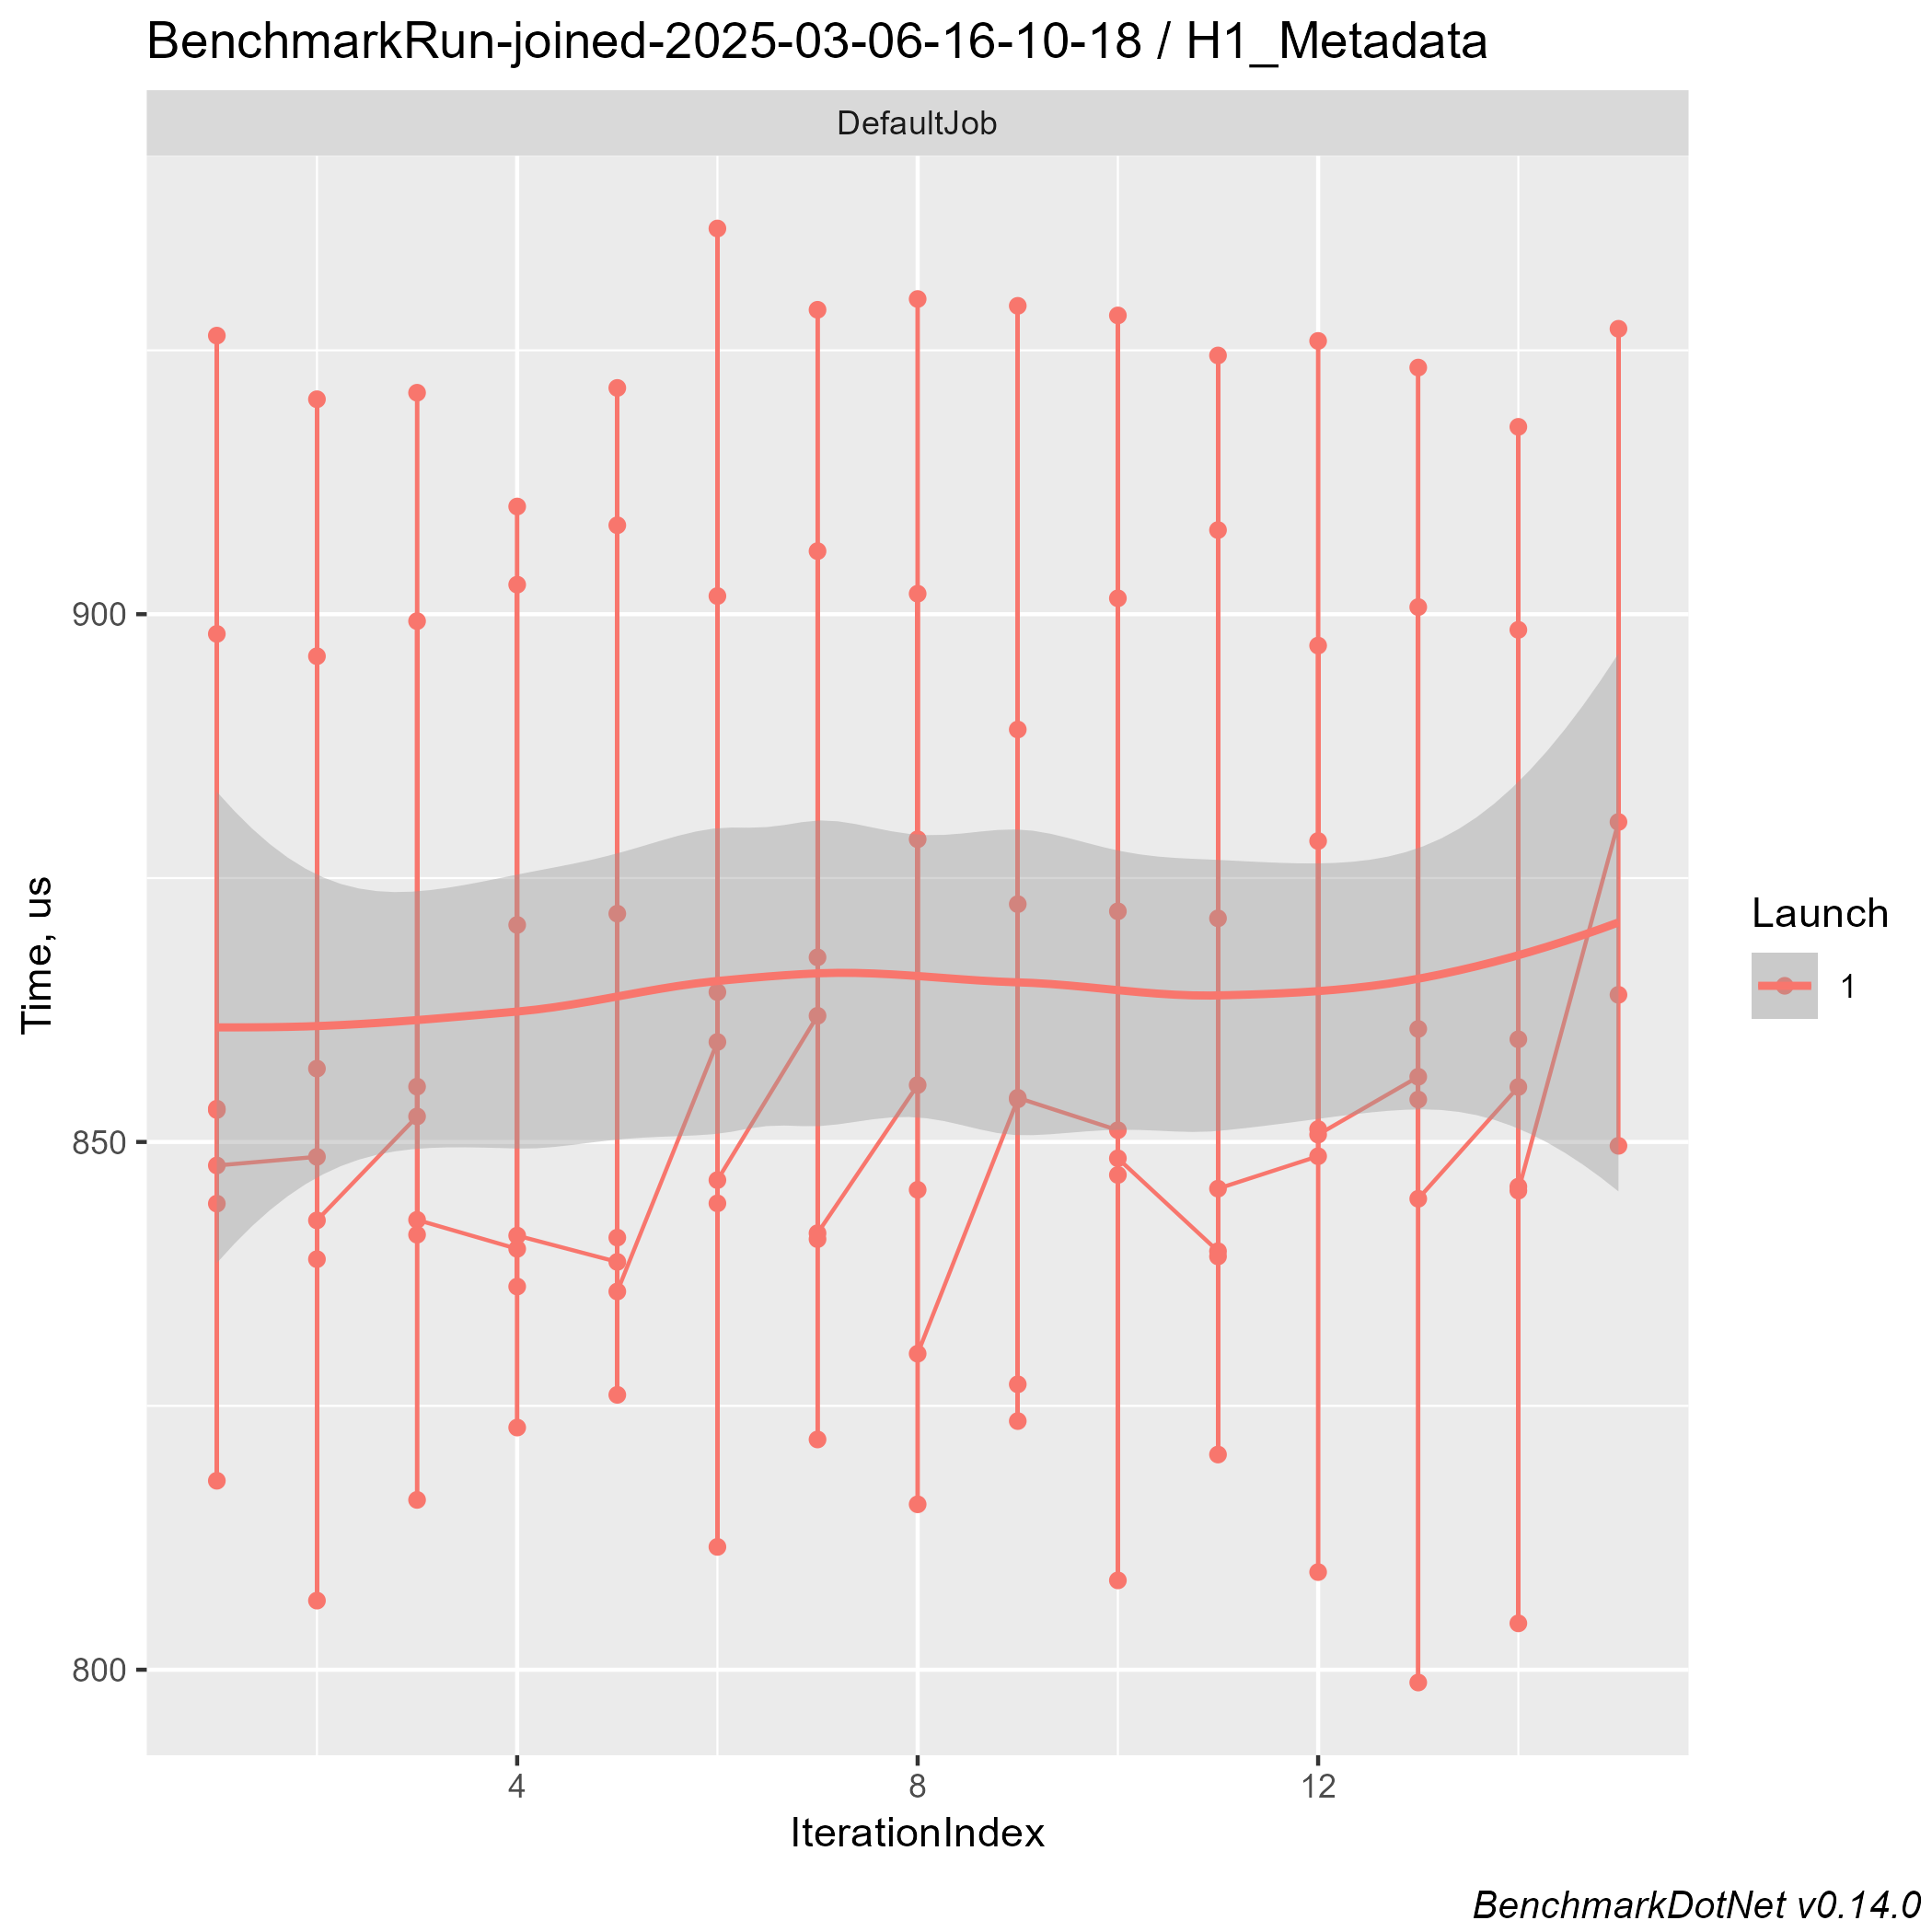 BenchmarkRun-joined-2025-03-06-16-10-18 / H1_Metadata
DefaultJob
900
850
800
Time, us
4
8
12
IterationIndex
Launch
1
BenchmarkDotNet v0.14.0